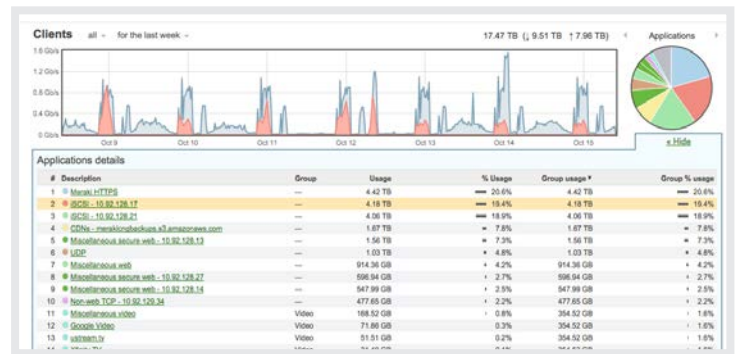 Clients all for the last week 17.47 TB (↓ 9.51 TB ↑ 7.96 TB) Applications
1.6 Gb/s
1.2 Gb/s
0.8 Gb/s
0.4 Gb/s
0 Gb/s
Oct 9 Oct 10 Oct 11 Oct 12 Oct 13 Oct 14 Oct 15
« Hide
Applications details
# Description Group Usage % Usage Group usage ▼ Group % usage
1 Meraki HTTPS — 4.42 TB 20.6% 4.42 TB 20.6%
2 iSCSI - 10.92.128.17 — 4.18 TB 19.4% 4.18 TB 19.4%
3 iSCSI - 10.92.128.21 — 4.06 TB 18.9% 4.06 TB 18.9%
4 CDNs - merakingbackups.s3.amazonaws.com — 1.67 TB 7.6% 1.67 TB 7.6%
5 Miscellaneous secure web - 10.92.128.13 — 1.56 TB 7.3% 1.56 TB 7.3%
6 UDP — 1.03 TB 4.8% 1.03 TB 4.8%
7 Miscellaneous web — 914.36 GB 4.2% 914.36 GB 4.2%
8 Miscellaneous secure web - 10.92.128.27 — 596.94 GB 2.7% 596.94 GB 2.7%
9 Miscellaneous secure web - 10.92.128.14 — 547.99 GB 2.5% 547.99 GB 2.5%
10 Non-web TCP - 10.92.129.34 — 477.65 GB 2.2% 477.65 GB 2.2%
11 Miscellaneous video Video 168.52 GB 0.8% 354.52 GB 1.6%
12 Google Video Video 71.86 GB 0.3% 354.52 GB 1.6%
13 ustream.tv Video 51.51 GB 0.2% 354.52 GB 1.6%